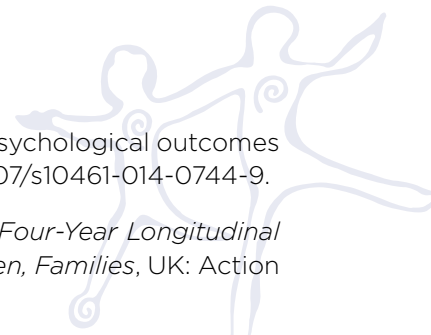 sychological outcomes
07/s10461-014-0744-9.
Four-Year Longitudinal
en, Families, UK: Action